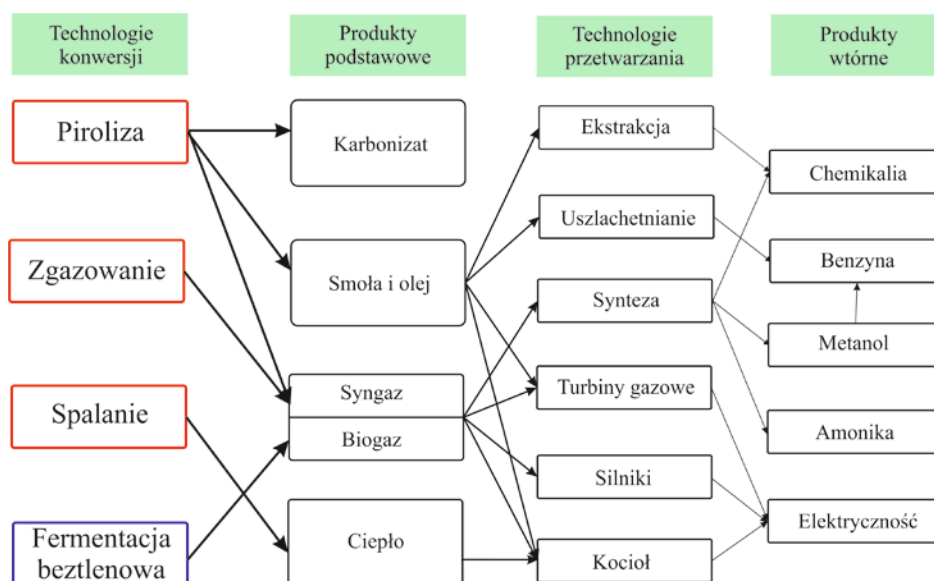 Technologie
konwersji
Produkty
podstawowe
Technologie
przetwarzania
Produkty
wtórne
Piroliza
Zgazowanie
Spalanie
Fermentacja
beztlenowa
Karbonizat
Smoła i olej
Syngaz
Biogaz
Ciepło
Ekstrakcja
Uszlachetnianie
Synteza
Turbiny gazowe
Silniki
Kocioł
Chemikalia
Benzyna
Metanol
Amonika
Elektryczność